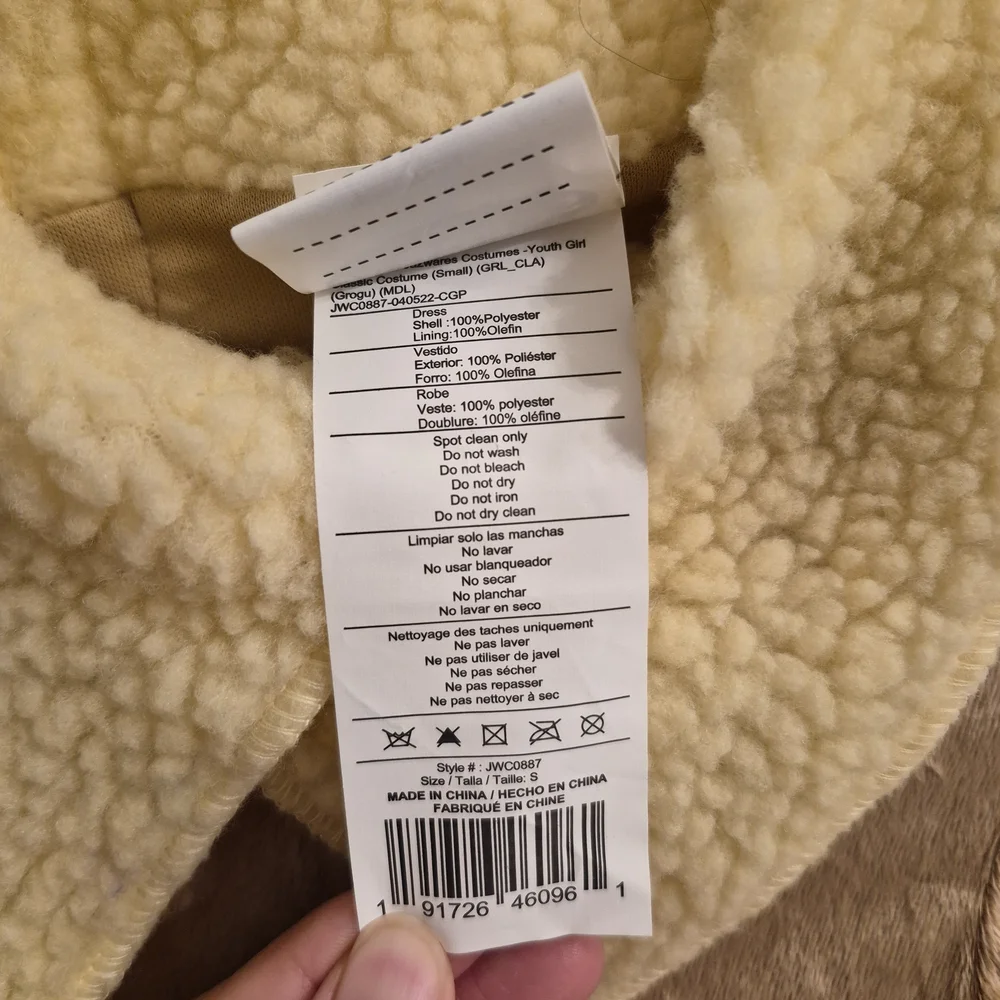 Costumes -Youth Girl
Classic Costume (Small) (GRL_CLA)
(Grogu) (MDL)
JWC0887-040522-CGP
Dress
Shell :100%Polyester
Lining:100%Olefin
Vestido
Exterior: 100% Poliéster
Forro: 100% Olefina
Robe
Veste: 100% polyester
Doublure: 100% oléfine
Spot clean only
Do not wash
Do not bleach
Do not dry
Do not iron
Do not dry clean
Limpiar solo las manchas
No lavar
No usar blanqueador
No secar
No planchar
No lavar en seco
Nettoyage des taches uniquement
Ne pas laver
Ne pas utiliser de javel
Ne pas sécher
Ne pas repasser
Ne pas nettoyer à sec
Style # : JWC0887
Size / Talla / Taille: S
MADE IN CHINA / HECHO EN CHINA
FABRIQUÉ EN CHINE
1 91726 46096 1